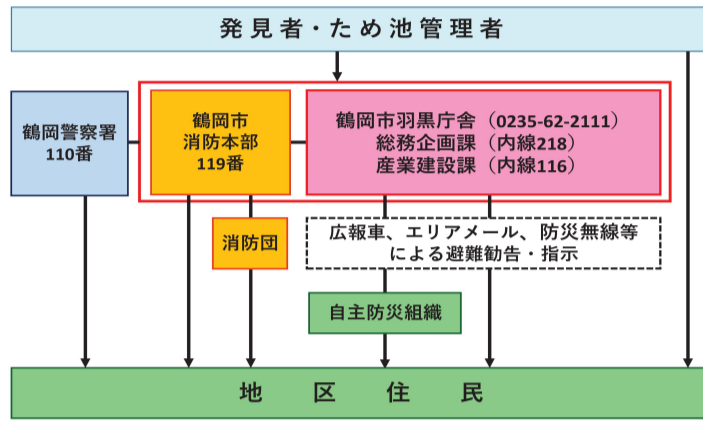 発見者・ため池管理者
鶴岡警察署
110番
鶴岡市
消防本部
119番
鶴岡市羽黒庁舎（0235-62-2111）
総務企画課（内線218）
産業建設課（内線116）
消防団
広報車、エリアメール、防災無線等
による避難勧告・指示
自主防災組織
地区住民